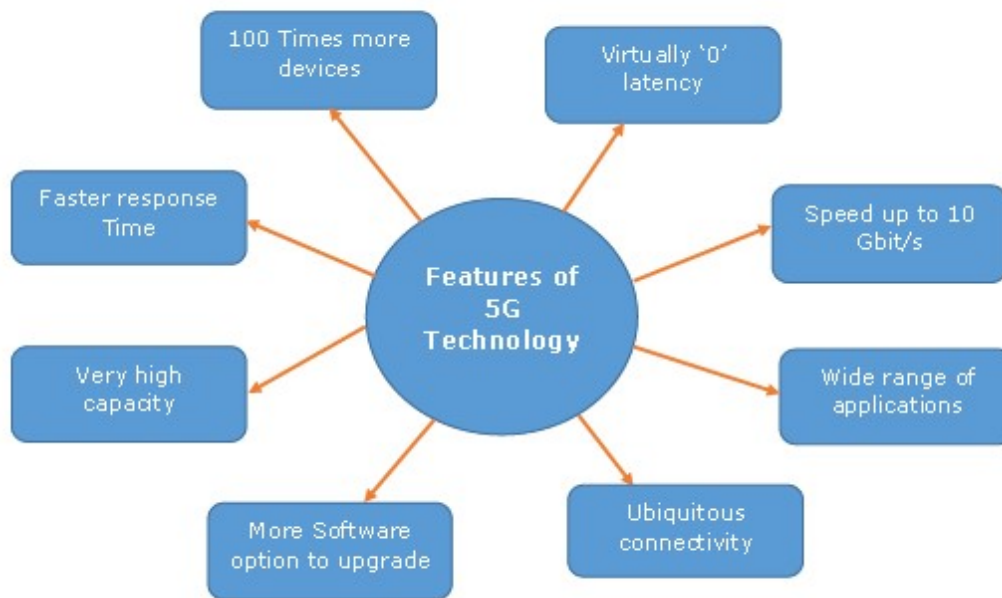 100 Times more
devices
Virtually ‘0’
latency
Faster response
Time
Speed up to 10
Gbit/s
Features of
5G
Technology
Very high
capacity
Wide range of
applications
More Software
option to upgrade
Ubiquitous
connectivity